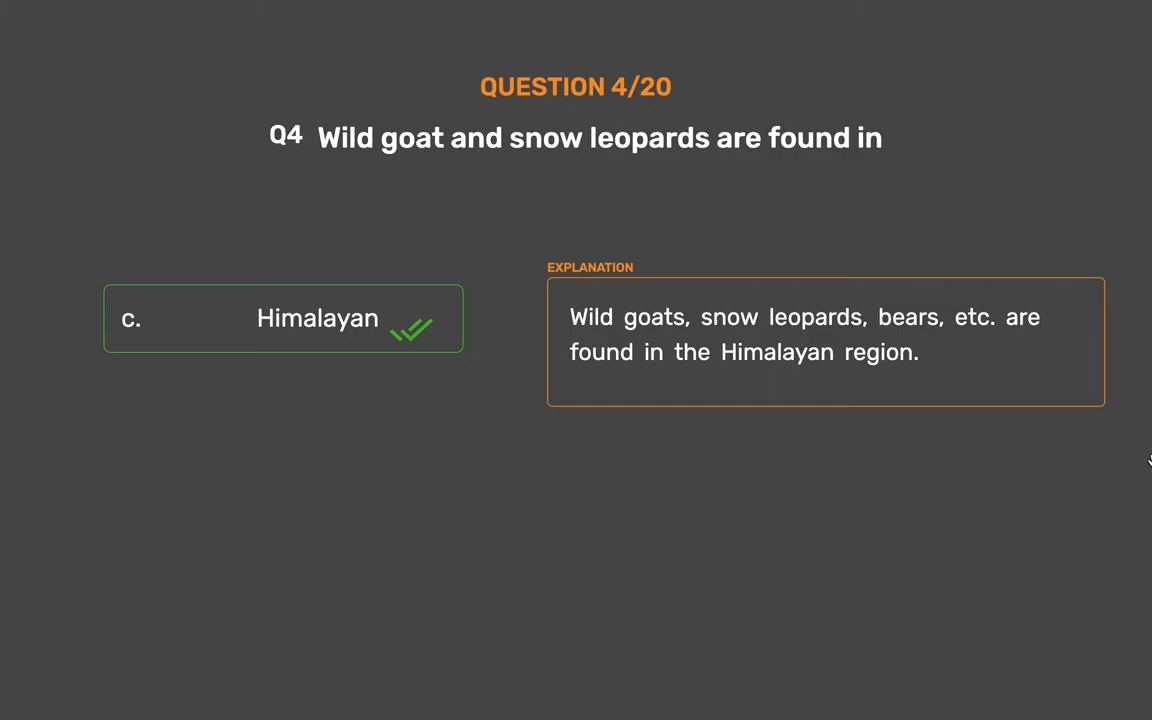 QUESTION 4/20
Q4 Wild goat and snow leopards are found in
c. Himalayan
EXPLANATION
Wild goats, snow leopards, bears, etc. are
found in the Himalayan region.